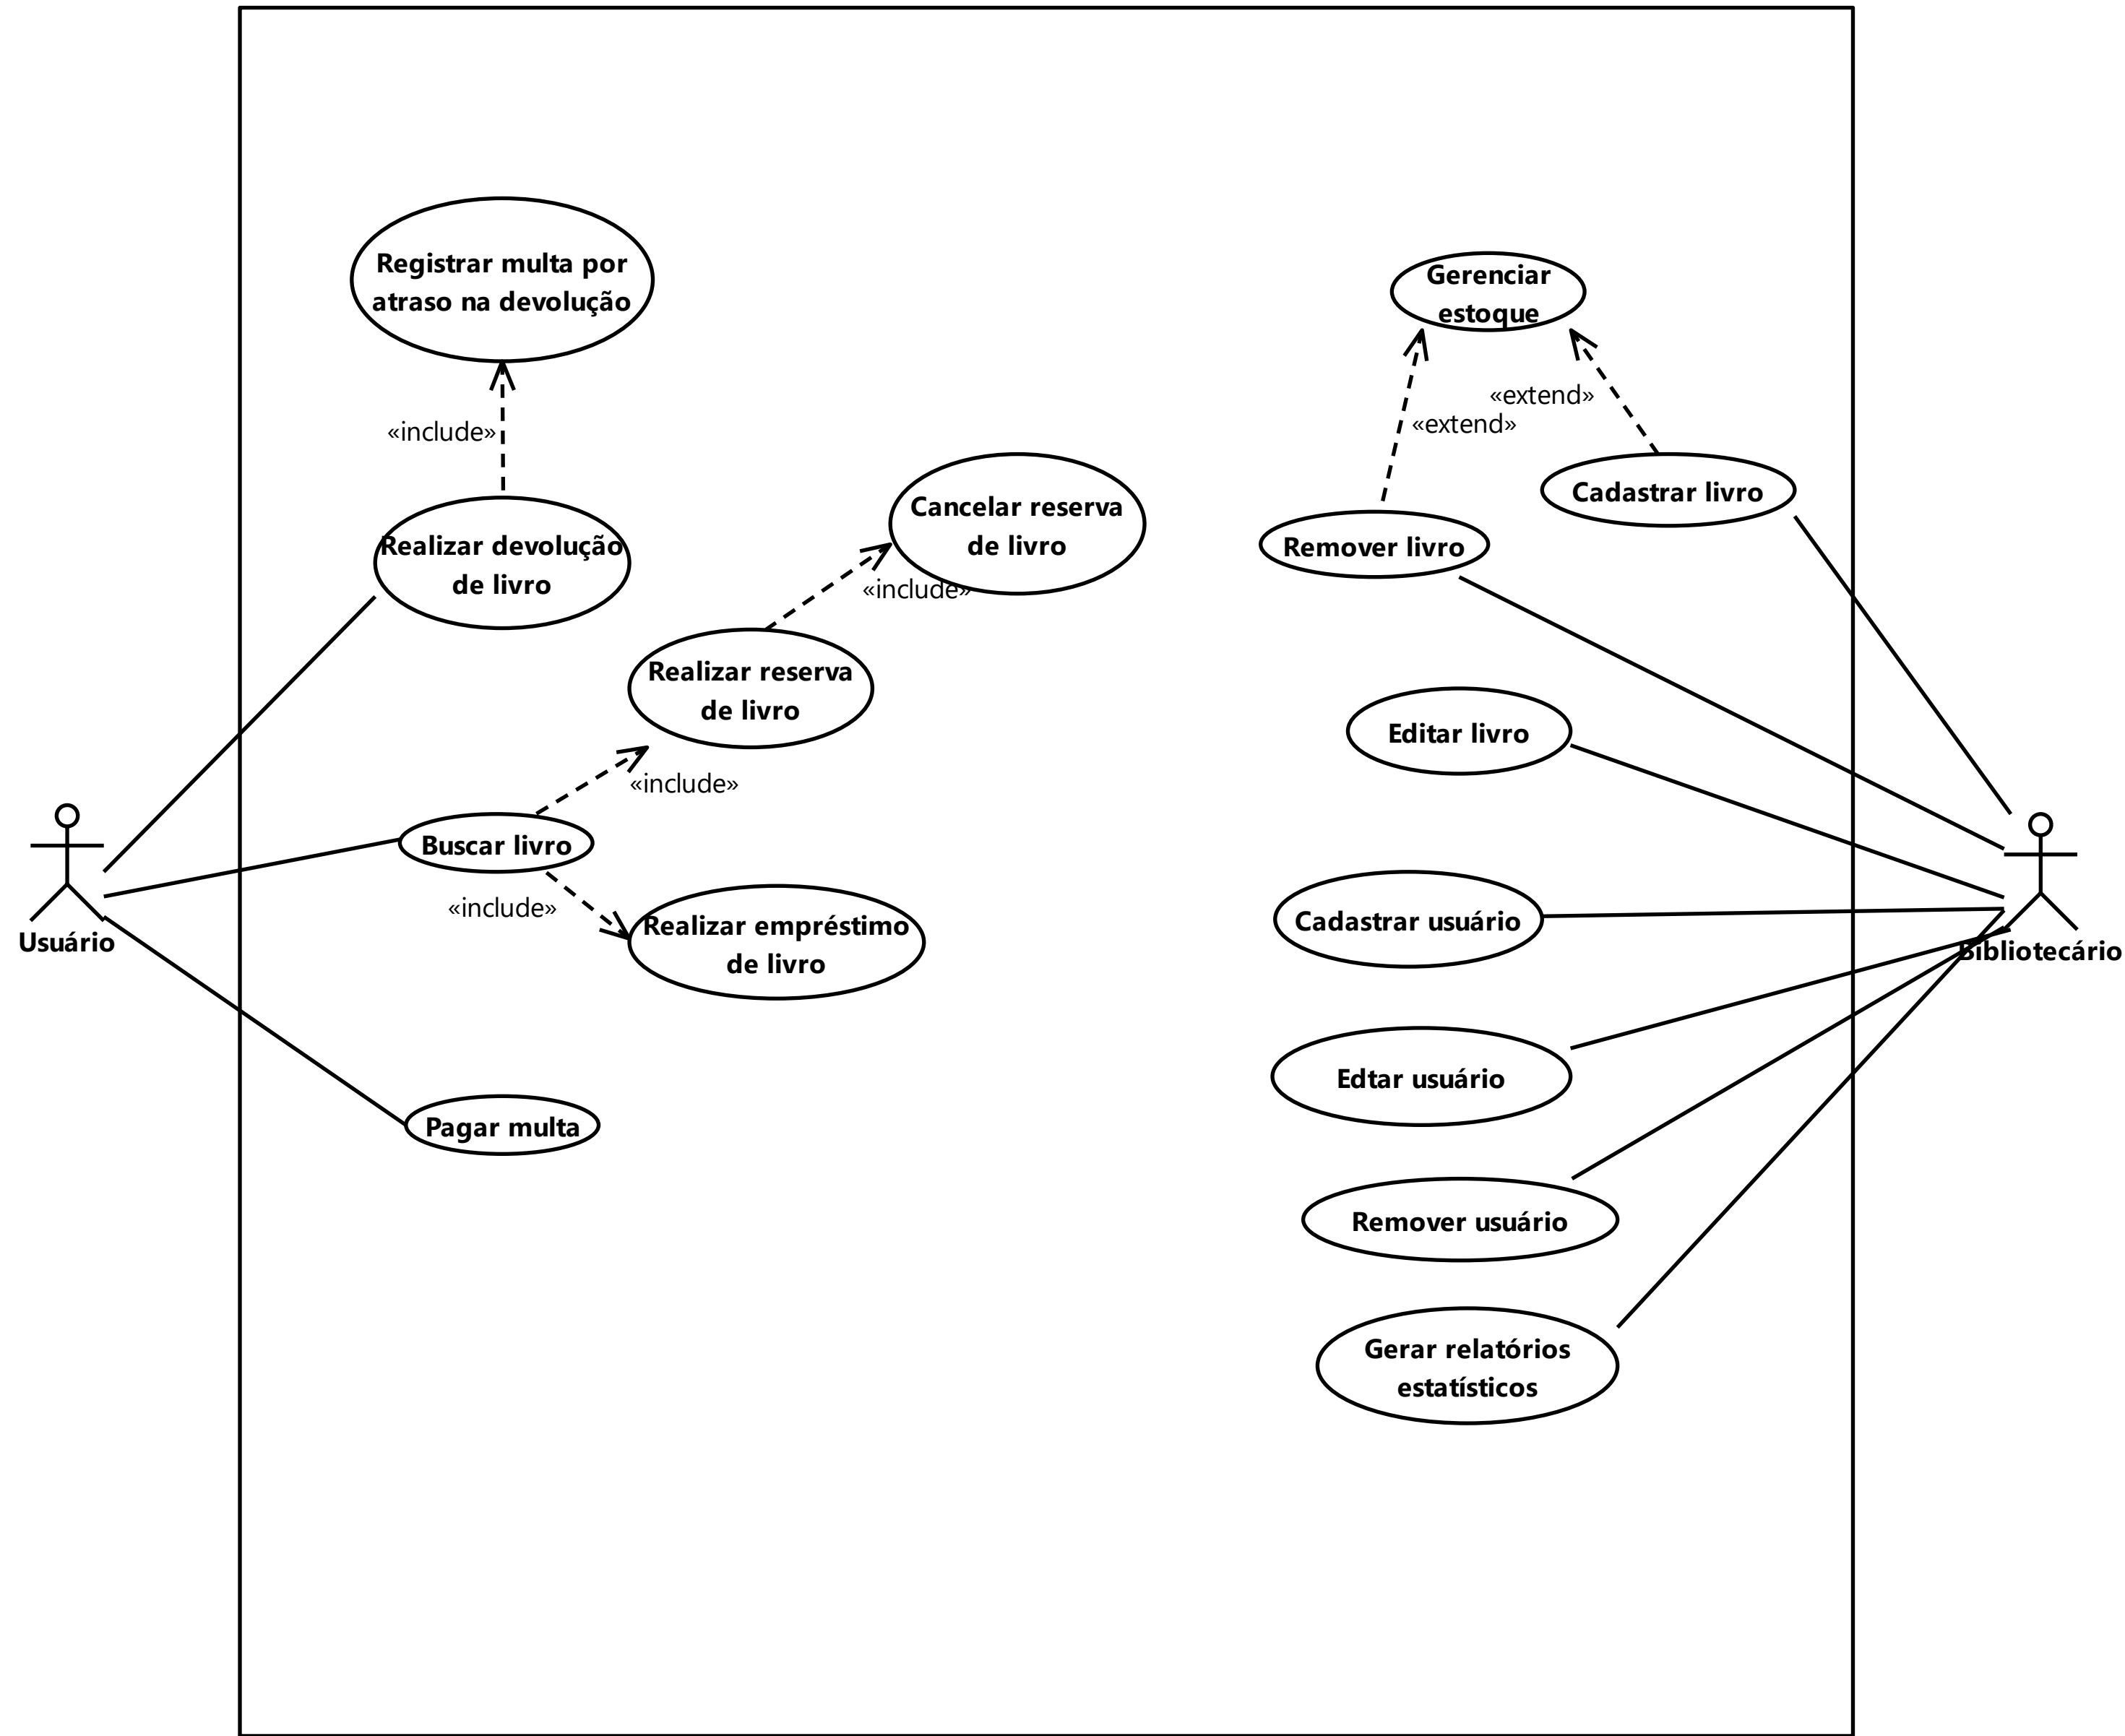 Registrar multa por
atraso na devolução
«include»
Realizar devolução
de livro
Cancelar reserva
de livro
«include»
Realizar reserva
de livro
«include»
Buscar livro
«include»
Realizar empréstimo
de livro
Usuário
Pagar multa
Gerenciar
estoque
«extend»
«extend»
Cadastrar livro
Remover livro
Editar livro
Cadastrar usuário
Bibliotecário
Edtar usuário
Remover usuário
Gerar relatórios
estatísticos